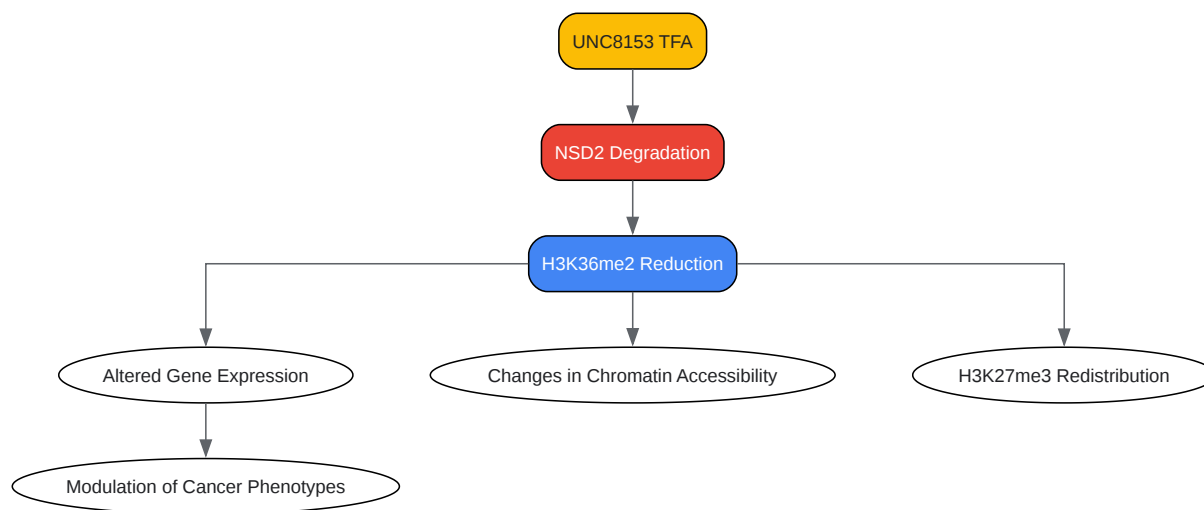 UNC8153 TFA
NSD2 Degradation
H3K36me2 Reduction
Altered Gene Expression
Changes in Chromatin Accessibility
H3K27me3 Redistribution
Modulation of Cancer Phenotypes